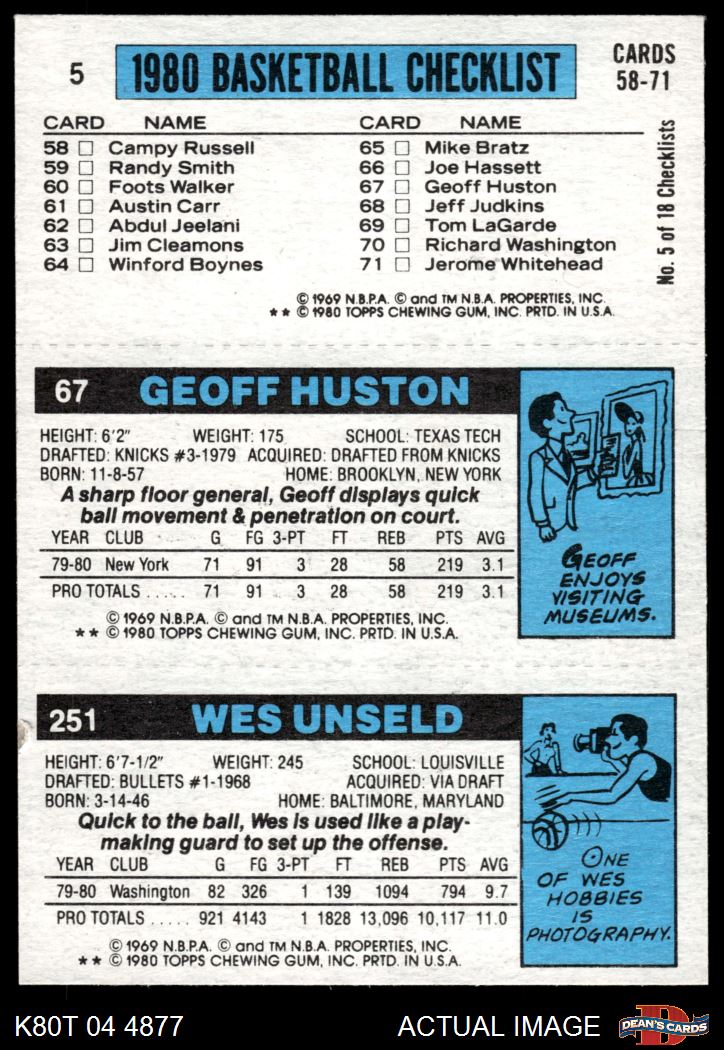 5
1980 BASKETBALL CHECKLIST
CARDS
58-71
CARD NAME
58 □ Campy Russell
59 □ Randy Smith
60 □ Foots Walker
61 □ Austin Carr
62 □ Abdul Jeelani
63 □ Jim Cleamons
64 □ Winford Boynes
CARD NAME
65 □ Mike Bratz
66 □ Joe Hassett
67 □ Geoff Huston
68 □ Jeff Judkins
69 □ Tom LaGarde
70 □ Richard Washington
71 □ Jerome Whitehead
No. 5 of 18 Checklists
© 1969 N.B.P.A. © and TM N.B.A. PROPERTIES, INC.
★★ © 1980 TOPPS CHEWING GUM, INC. PRTD. IN U.S.A.
67 GEOFF HUSTON
HEIGHT: 6'2" WEIGHT: 175 SCHOOL: TEXAS TECH
DRAFTED: KNICKS #3-1979 ACQUIRED: DRAFTED FROM KNICKS
BORN: 11-8-57 HOME: BROOKLYN, NEW YORK
A sharp floor general, Geoff displays quick
ball movement & penetration on court.
YEAR CLUB G FG 3-PT FT REB PTS AVG
79-80 New York 71 91 3 28 58 219 3.1
PRO TOTALS ..... 71 91 3 28 58 219 3.1
© 1969 N.B.P.A. © and TM N.B.A. PROPERTIES, INC.
★★ © 1980 TOPPS CHEWING GUM, INC. PRTD. IN U.S.A.
GEOFF
ENJOYS
VISITING
MUSEUMS.
251 WES UNSELD
HEIGHT: 6'7-1/2" WEIGHT: 245 SCHOOL: LOUISVILLE
DRAFTED: BULLETS #1-1968 ACQUIRED: VIA DRAFT
BORN: 3-14-46 HOME: BALTIMORE, MARYLAND
Quick to the ball, Wes is used like a play-
making guard to set up the offense.
YEAR CLUB G FG 3-PT FT REB PTS AVG
79-80 Washington 82 326 1 139 1094 794 9.7
PRO TOTALS ..... 921 4143 1 1828 13,096 10,117 11.0
© 1969 N.B.P.A. © and TM N.B.A. PROPERTIES, INC.
★★ © 1980 TOPPS CHEWING GUM, INC. PRTD. IN U.S.A.
ONE
OF WES
HOBBIES
IS
PHOTOGRAPHY.
K80T 04 4877 ACTUAL IMAGE
D
DEAN'S CARDS